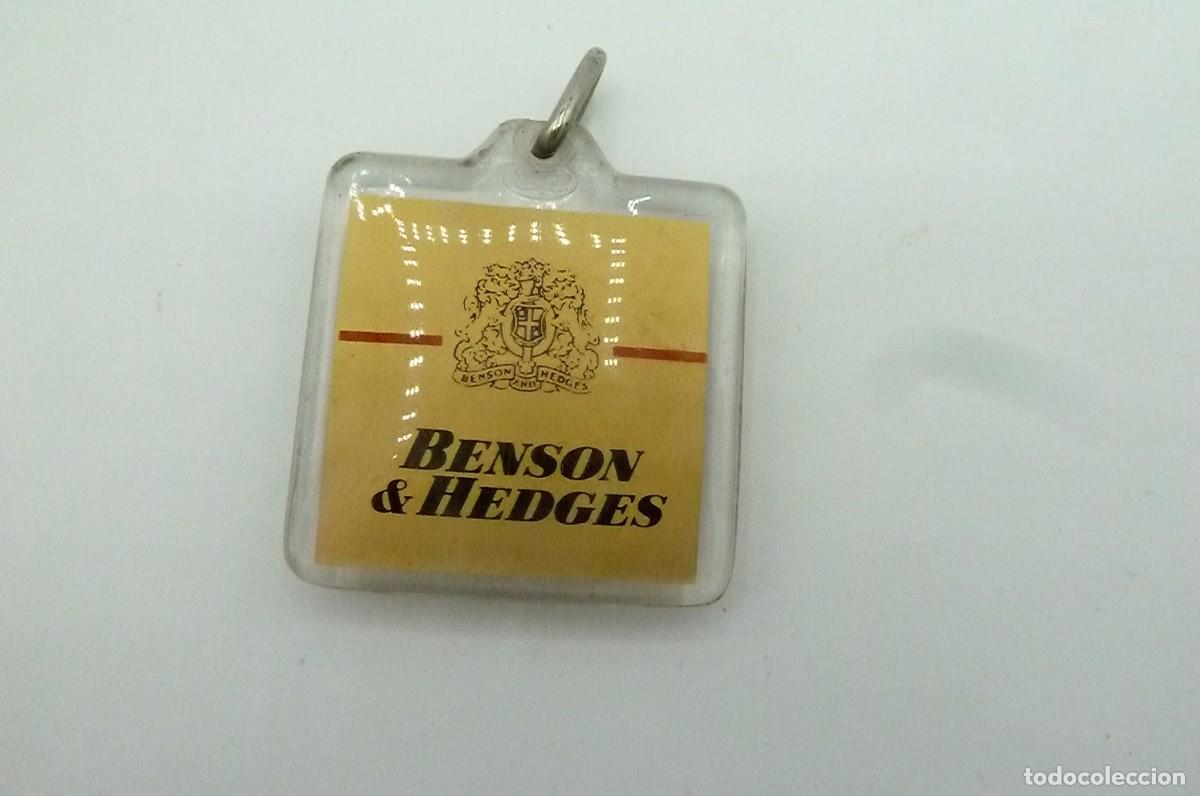 BENSON AND HEDGES
BENSON
& HEDGES
todocoleccion